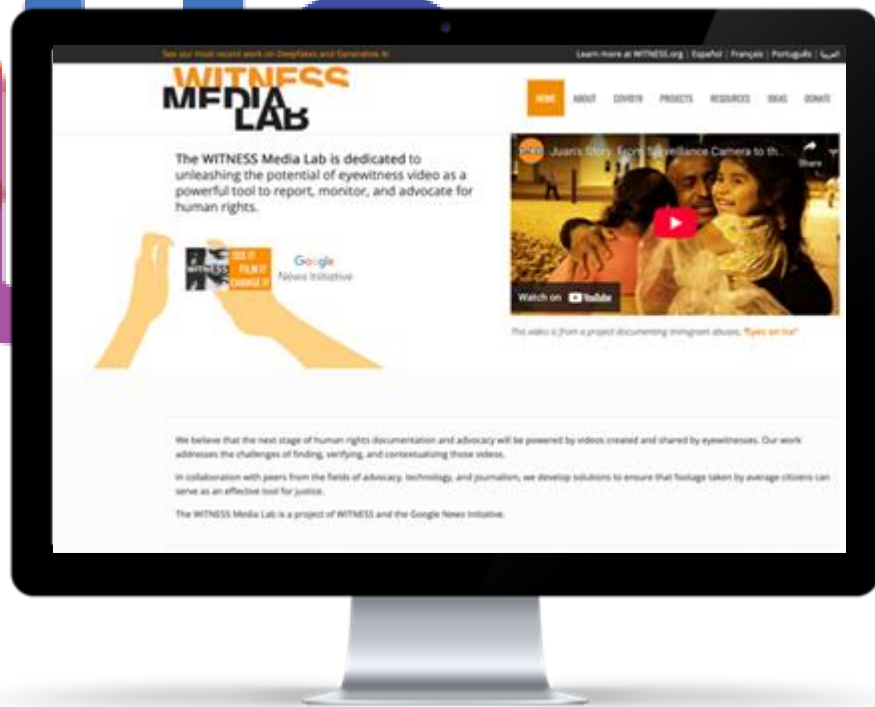 See our most recent work on Deepfakes and Generative AI
Learn more at WITNESS.org | Español | Français | Português | العربية
WITNESS
MEDIA
LAB
HOME ABOUT COVID19 PROJECTS RESOURCES IDEAS DONATE
The WITNESS Media Lab is dedicated to
unleashing the potential of eyewitness video as a
powerful tool to report, monitor, and advocate for
human rights.
WITNESS
SEE IT
FILM IT
CHANGE IT
Google
News Initiative
Juan's Story: From Surveillance Camera to th...
Share
Watch on YouTube
This video is from a project documenting immigrant abuses, "Eyes on Ice"
We believe that the next stage of human rights documentation and advocacy will be powered by videos created and shared by eyewitnesses. Our work
addresses the challenges of finding, verifying, and contextualizing those videos.
In collaboration with peers from the fields of advocacy, technology, and journalism, we develop solutions to ensure that footage taken by average citizens can
serve as an effective tool for justice.
The WITNESS Media Lab is a project of WITNESS and the Google News Initiative.